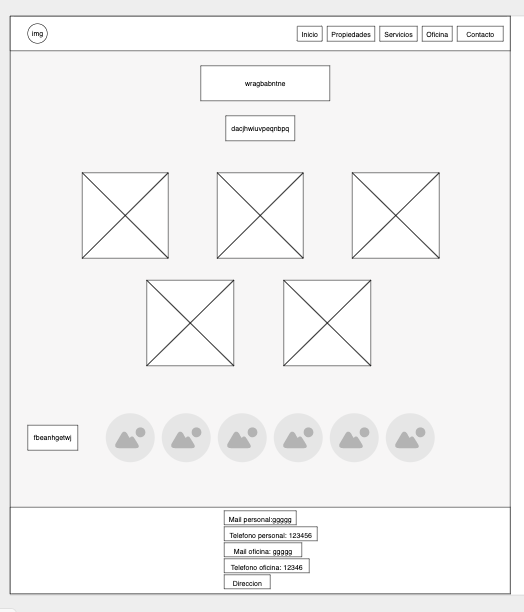 img
Inicio
Propiedades
Servicios
Oficina
Contacto
wragbabntne
dacjhwiuvpeqnbpq
fbeanhgetwj
Mail personal:ggggg
Telefono personal: 123456
Mail oficina: ggggg
Telefono oficina: 12346
Direccion